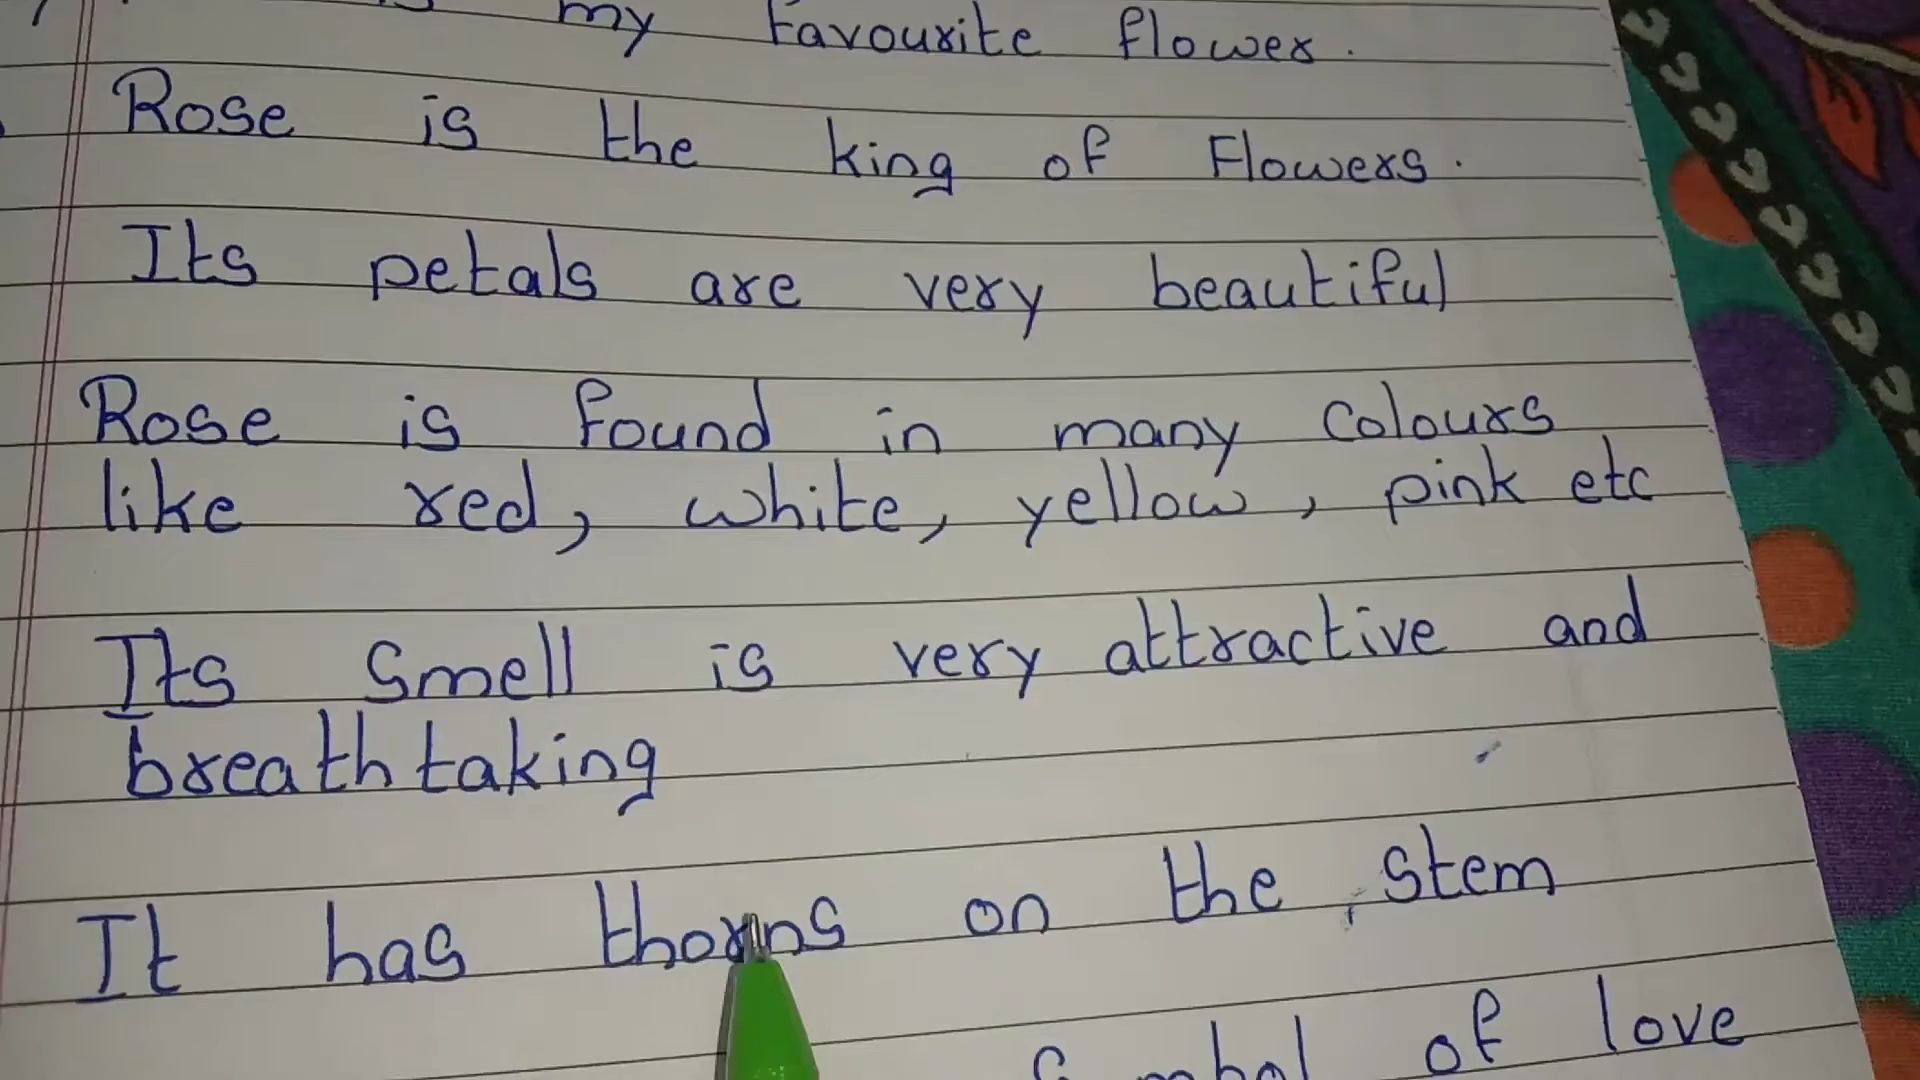 is my Favourite flower.
Rose is the king of Flowers.
Its petals are very beautiful
Rose is found in many Colours
like red, white, yellow, pink etc
Its Smell is very attractive and
breathtaking
It has thorns on the stem
of love